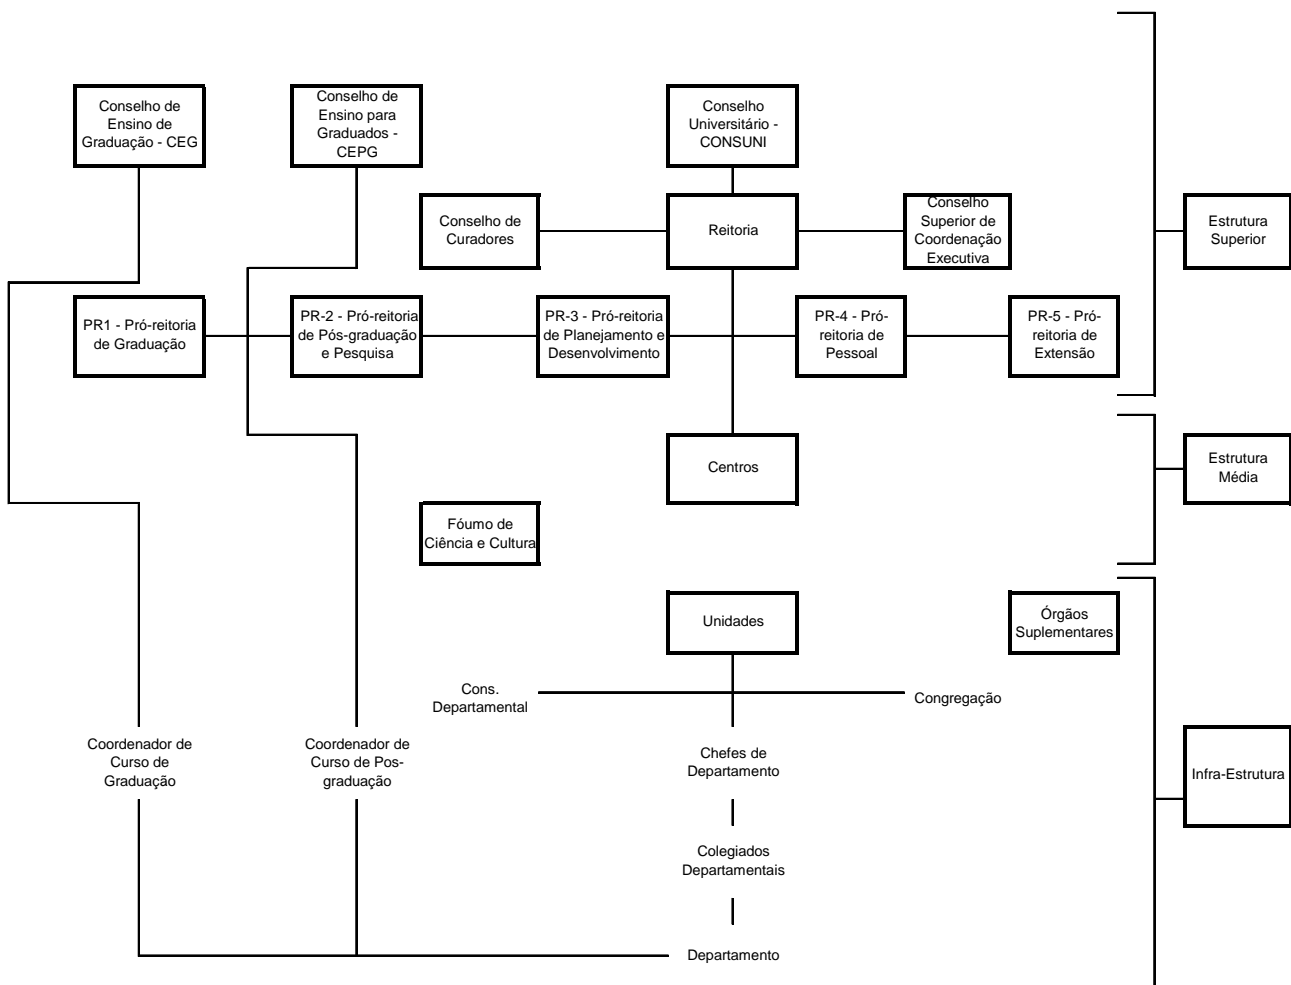 Conselho de
Ensino de
Graduação - CEG
Conselho de
Ensino para
Graduados -
CEPG
Conselho
Universitário -
CONSUNI
Conselho de
Curadores
Reitoria
Conselho
Superior de
Coordenação
Executiva
Estrutura
Superior
PR1 - Pró-reitoria
de Graduação
PR-2 - Pró-reitoria
de Pós-graduação
e Pesquisa
PR-3 - Pró-reitoria
de Planejamento e
Desenvolvimento
PR-4 - Pró-
reitoria de
Pessoal
PR-5 - Pró-
reitoria de
Extensão
Centros
Estrutura
Média
Fóumo de
Ciência e Cultura
Unidades
Órgãos
Suplementares
Cons.
Departamental
Congregação
Coordenador de
Curso de
Graduação
Coordenador de
Curso de Pos-
graduação
Chefes de
Departamento
Infra-Estrutura
Colegiados
Departamentais
Departamento